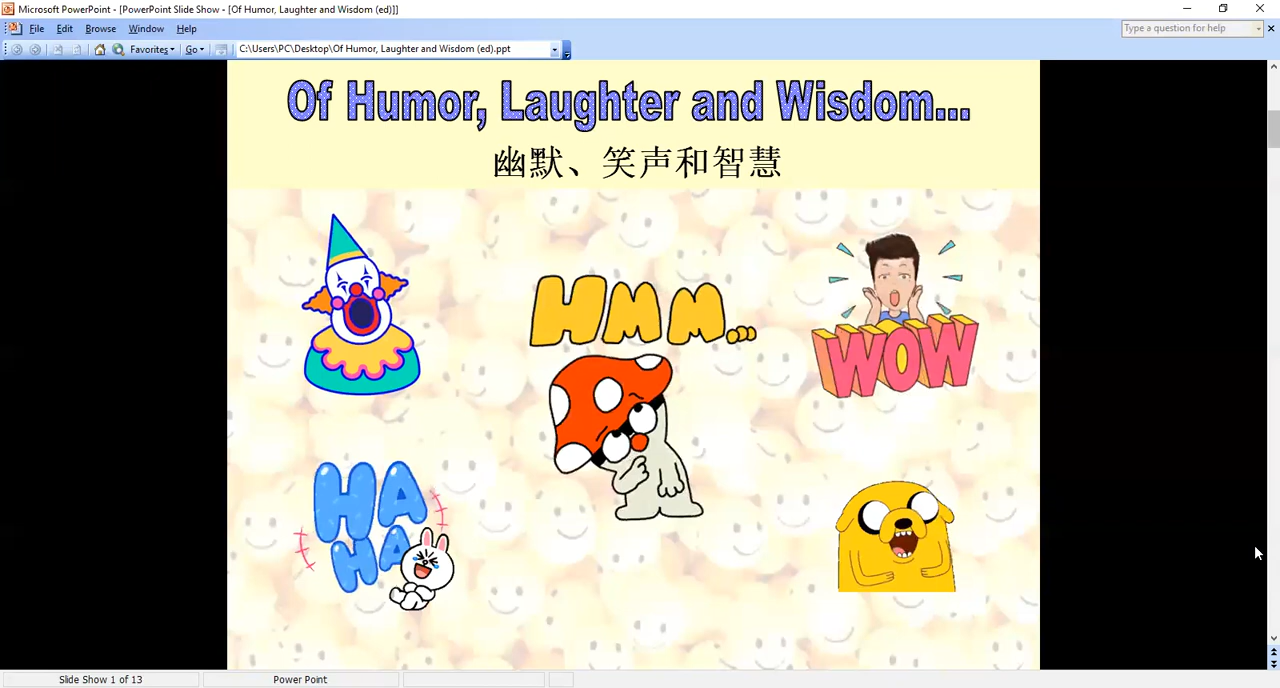 Microsoft PowerPoint - [PowerPoint Slide Show - [Of Humor, Laughter and Wisdom (ed)]]
File Edit Browse Window Help
Type a question for help
Favorites Go C:\Users\PC\Desktop\Of Humor, Laughter and Wisdom (ed).ppt
Of Humor, Laughter and Wisdom...
幽默、笑声和智慧
HMM...
WOW
HA
HA
Slide Show 1 of 13 Power Point